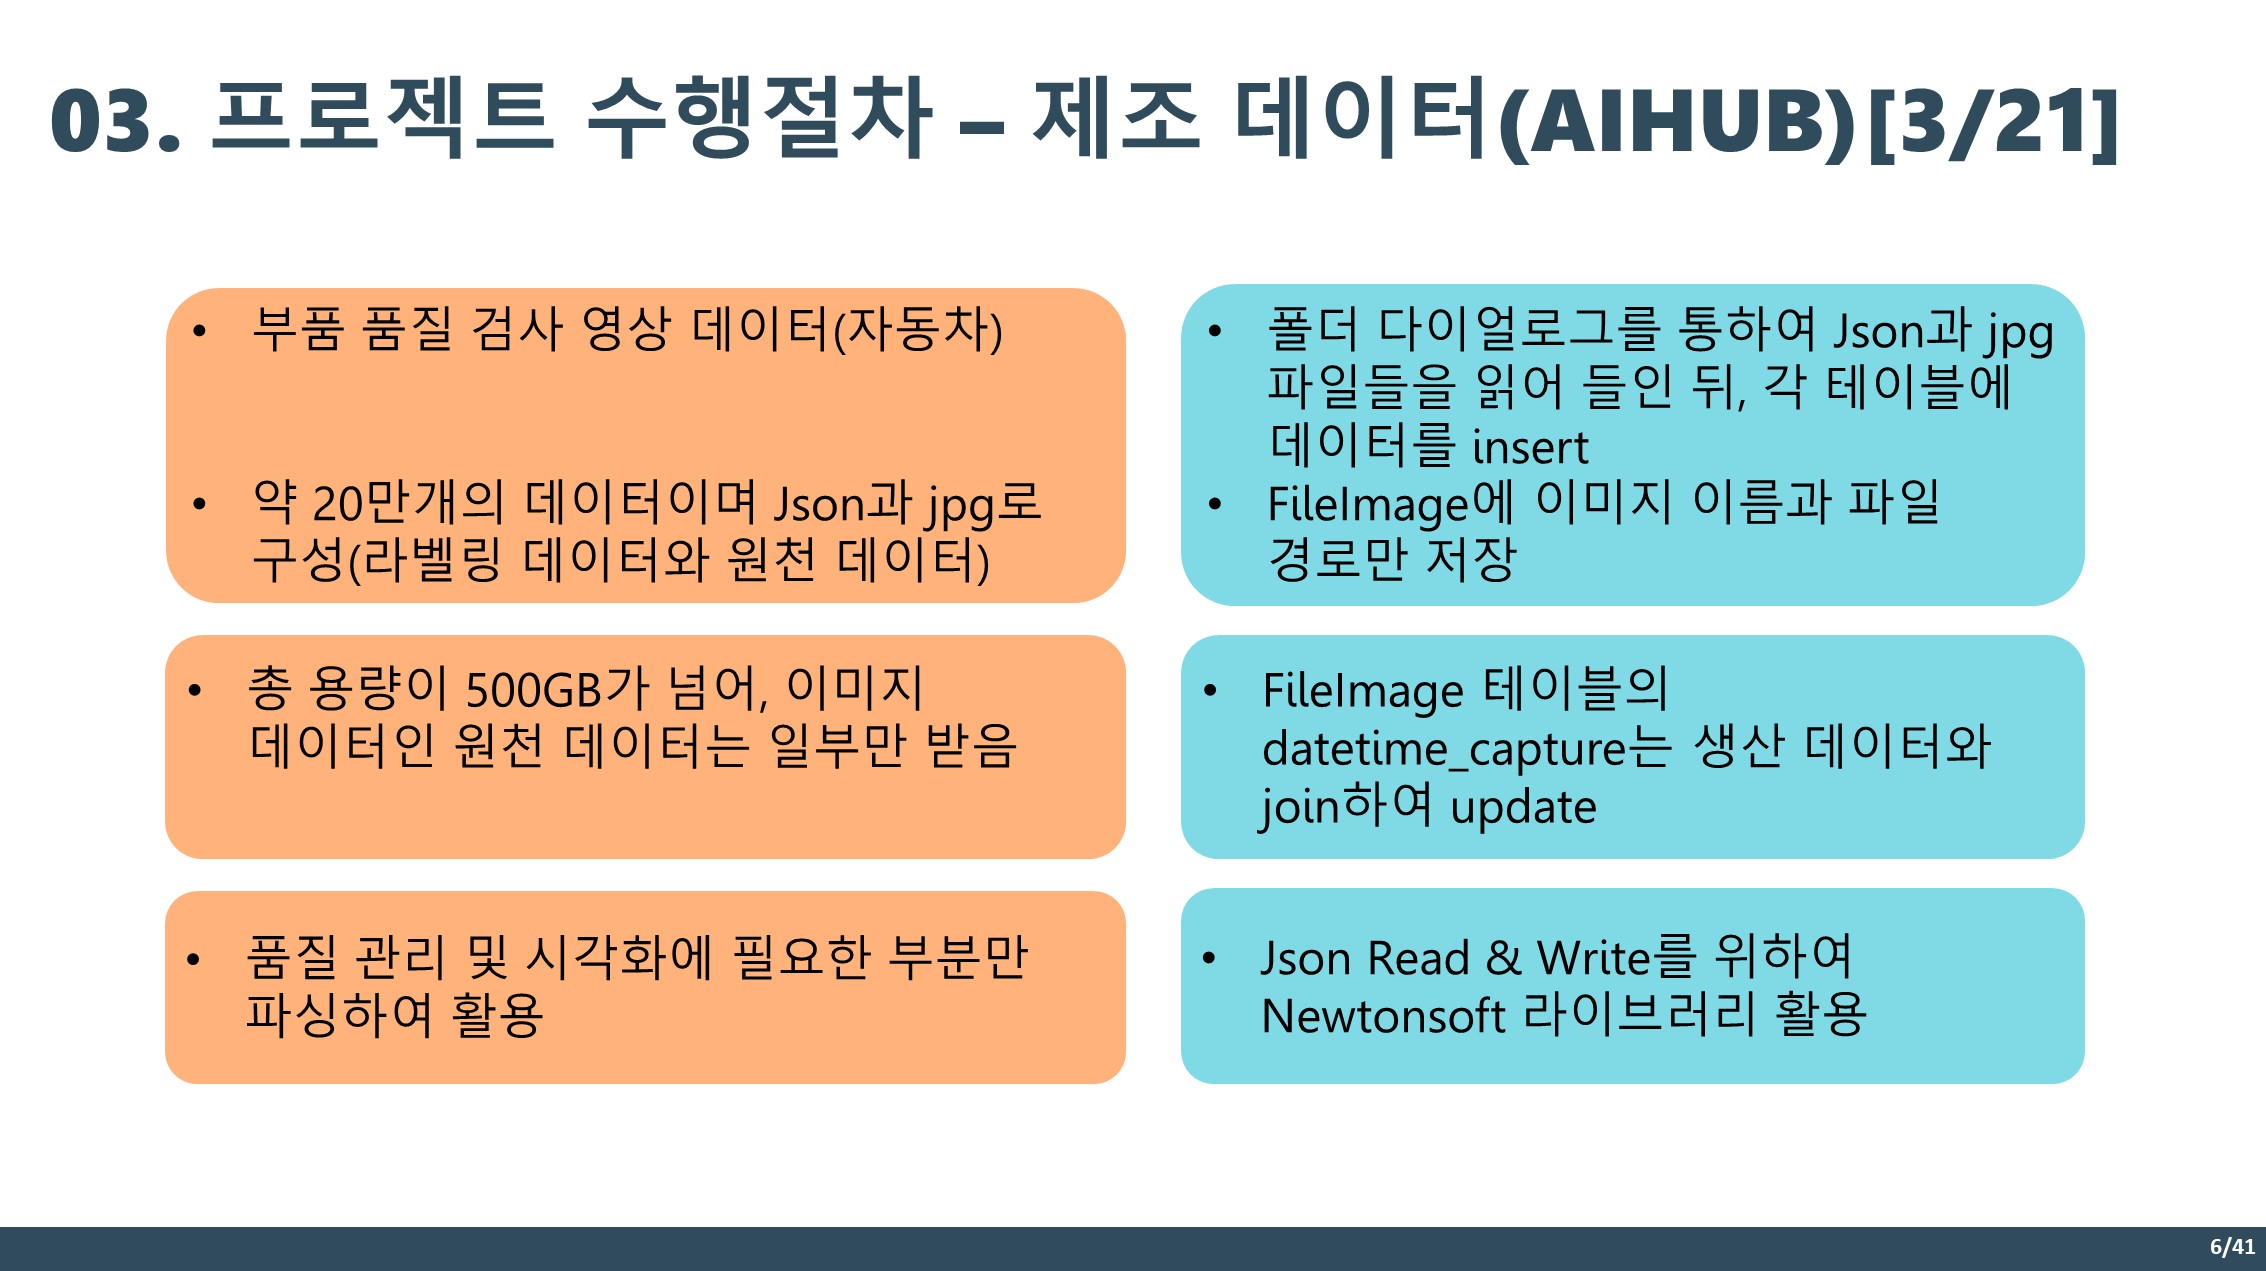 03. 프로젝트 수행절차 – 제조 데이터(AIHUB)[3/21]
• 부품 품질 검사 영상 데이터(자동차)
• 약 20만개의 데이터이며 Json과 jpg로
구성(라벨링 데이터와 원천 데이터)
• 총 용량이 500GB가 넘어, 이미지
데이터인 원천 데이터는 일부만 받음
• 품질 관리 및 시각화에 필요한 부분만
파싱하여 활용
• 폴더 다이얼로그를 통하여 Json과 jpg
파일들을 읽어 들인 뒤, 각 테이블에
데이터를 insert
• FileImage에 이미지 이름과 파일
경로만 저장
• FileImage 테이블의
datetime_capture는 생산 데이터와
join하여 update
• Json Read & Write를 위하여
Newtonsoft 라이브러리 활용
6/41